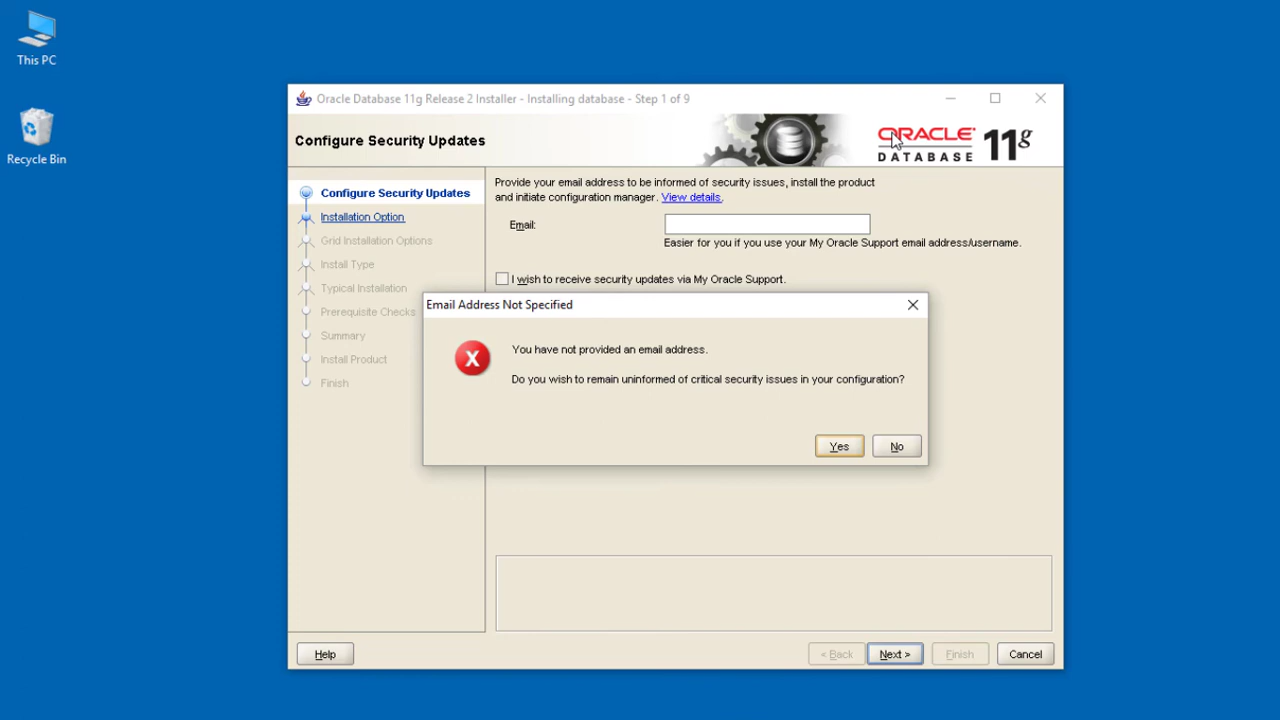 This PC
Recycle Bin
Oracle Database 11g Release 2 Installer - Installing database - Step 1 of 9
Configure Security Updates
ORACLE
DATABASE 11g
Configure Security Updates
Installation Option
Grid Installation Options
Install Type
Typical Installation
Prerequisite Checks
Summary
Install Product
Finish
Provide your email address to be informed of security issues, install the product
and initiate configuration manager. View details.
Email:
Easier for you if you use your My Oracle Support email address/username.
I wish to receive security updates via My Oracle Support.
Email Address Not Specified
You have not provided an email address.
Do you wish to remain uninformed of critical security issues in your configuration?
Yes
No
Help
< Back
Next >
Finish
Cancel